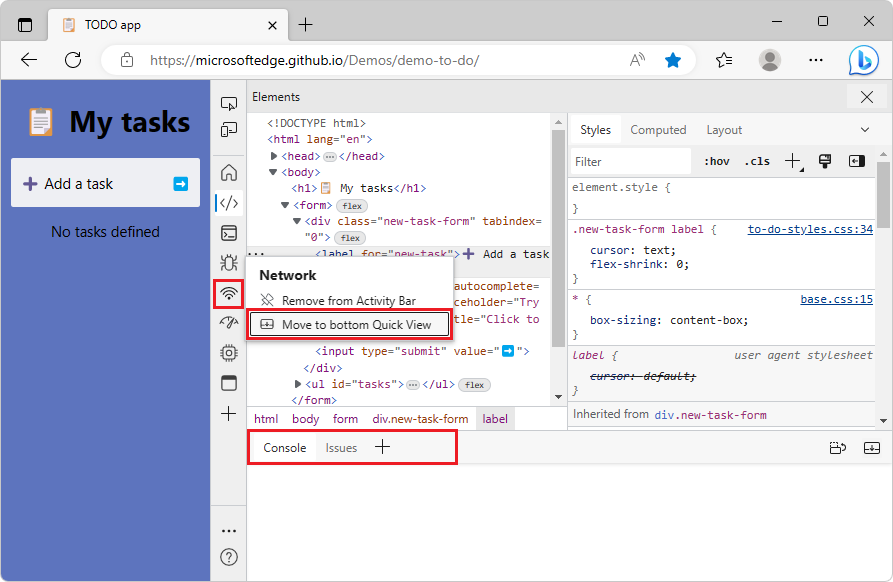 TODO app
https://microsoftedge.github.io/Demos/demo-to-do/
My tasks
Add a task
No tasks defined
Elements
<!DOCTYPE html>
<html lang="en">
<head> </head>
<body>
<h1>📋 My tasks</h1>
<form> flex
<div class="new-task-form" tabindex=
"0"> flex
<label for="new-task">➕ Add a task
Network
Remove from Activity Bar
Move to bottom Quick View
autocomplete=
ceholder="Try
tle="Click to
<input type="submit" value="➡️">
</div>
<ul id="tasks"> </ul> flex
</form>
html body form div.new-task-form label
Styles Computed Layout
Filter :hov .cls
element.style {
}
.new-task-form label { to-do-styles.css:34
cursor: text;
flex-shrink: 0;
}
* { base.css:15
box-sizing: content-box;
}
label { user agent stylesheet
cursor: default;
}
Inherited from div.new-task-form
Console Issues